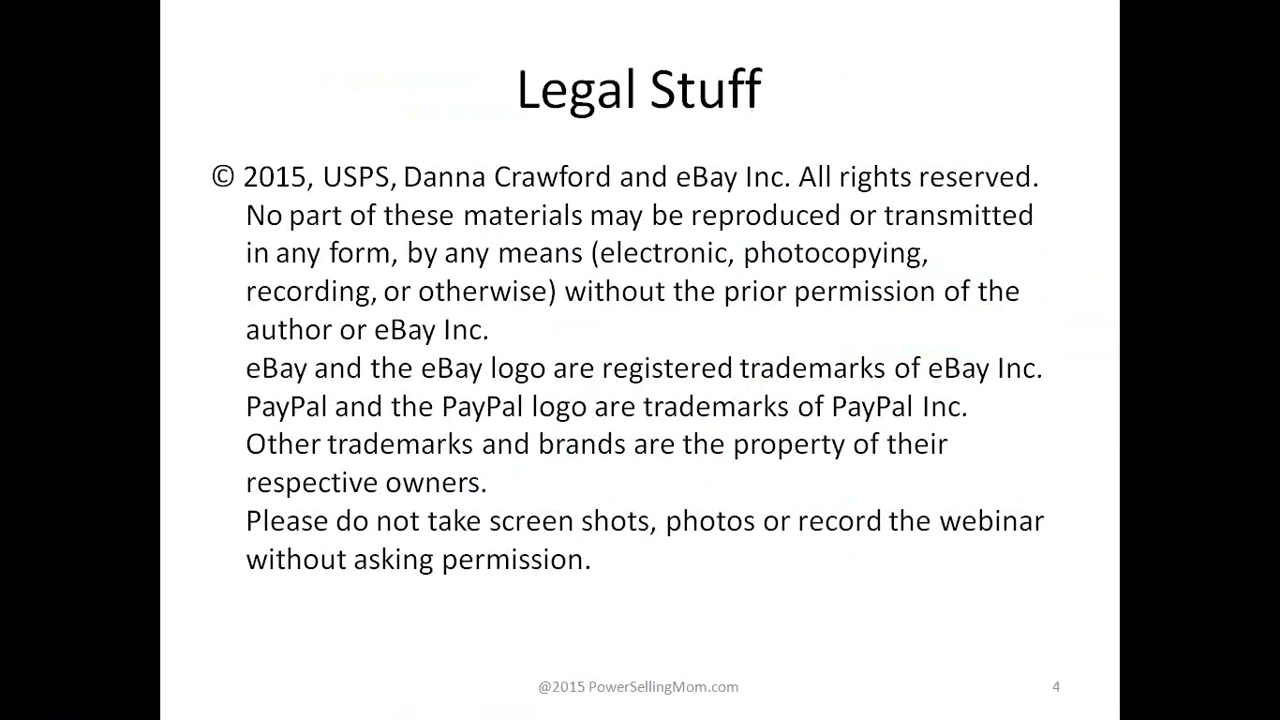 Legal Stuff
© 2015, USPS, Danna Crawford and eBay Inc. All rights reserved.
No part of these materials may be reproduced or transmitted
in any form, by any means (electronic, photocopying,
recording, or otherwise) without the prior permission of the
author or eBay Inc.
eBay and the eBay logo are registered trademarks of eBay Inc.
PayPal and the PayPal logo are trademarks of PayPal Inc.
Other trademarks and brands are the property of their
respective owners.
Please do not take screen shots, photos or record the webinar
without asking permission.
@2015 PowerSellingMom.com
4